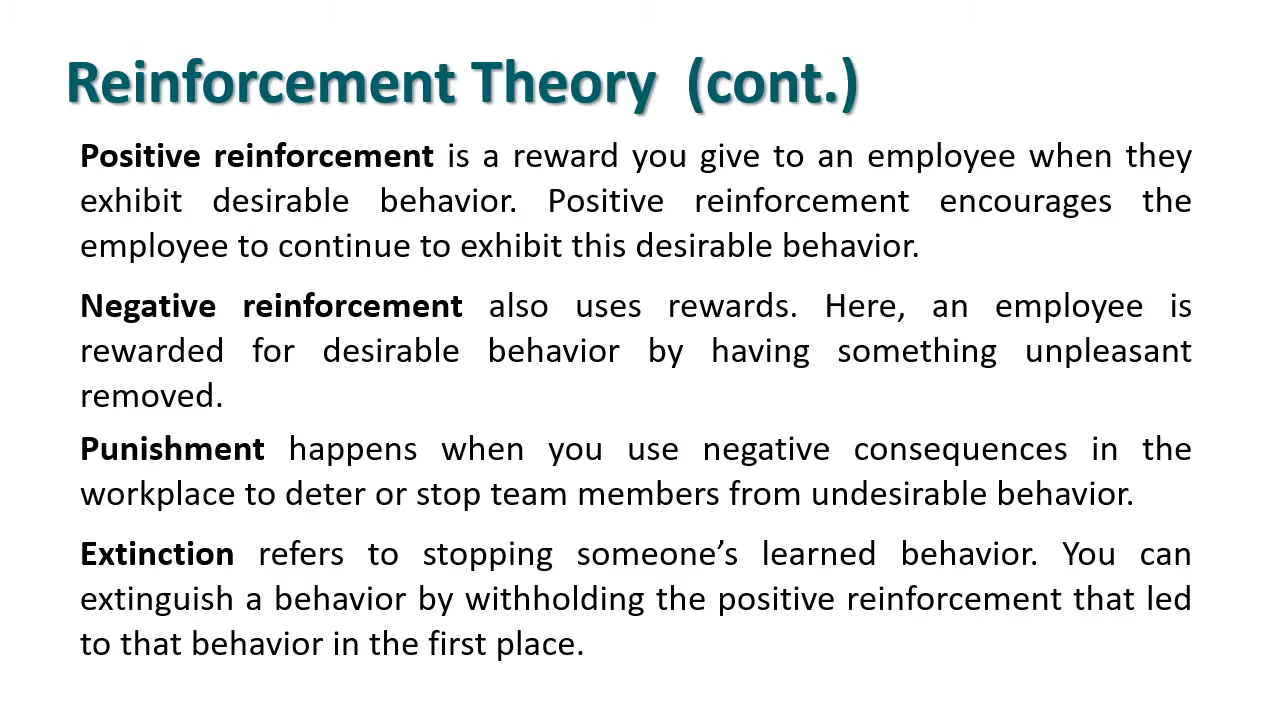 Reinforcement Theory (cont.)
Positive reinforcement is a reward you give to an employee when they
exhibit desirable behavior. Positive reinforcement encourages the
employee to continue to exhibit this desirable behavior.
Negative reinforcement also uses rewards. Here, an employee is
rewarded for desirable behavior by having something unpleasant
removed.
Punishment happens when you use negative consequences in the
workplace to deter or stop team members from undesirable behavior.
Extinction refers to stopping someone’s learned behavior. You can
extinguish a behavior by withholding the positive reinforcement that led
to that behavior in the first place.